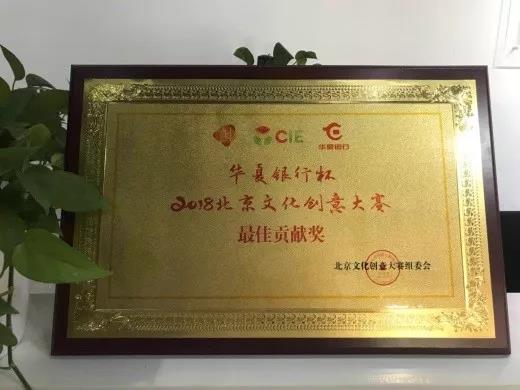 CIE 华夏银行
华夏银行杯
2018北京文化创意大赛
最佳贡献奖
北京文化创意大赛组委会